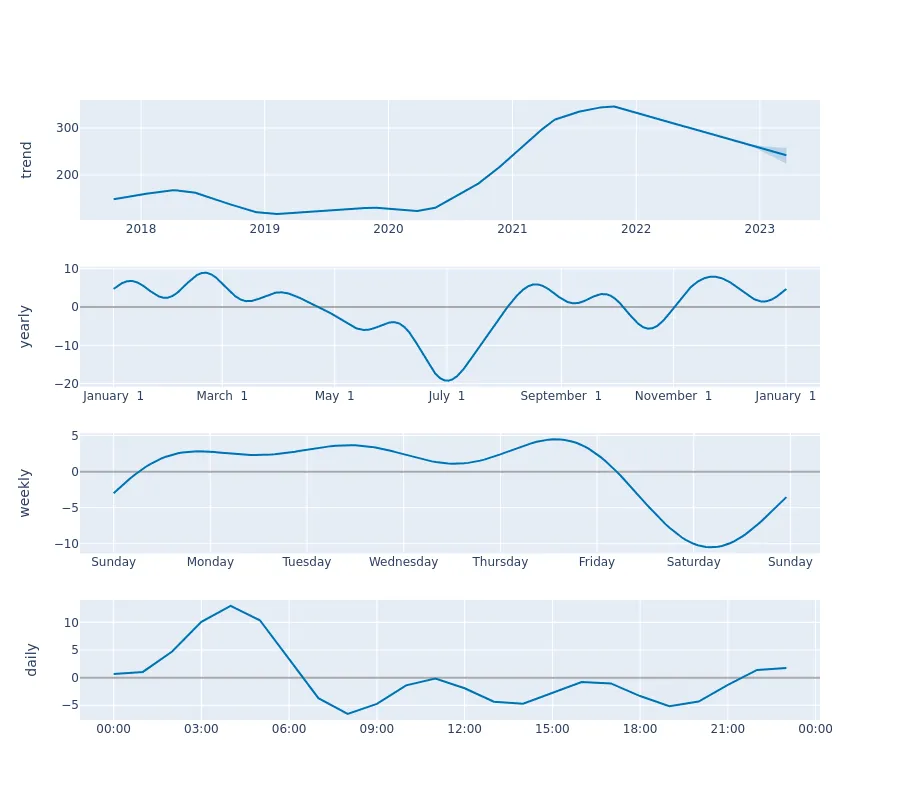 trend
300
200
2018 2019 2020 2021 2022 2023
yearly
10
0
−10
−20
January 1 March 1 May 1 July 1 September 1 November 1 January 1
weekly
5
0
−5
−10
Sunday Monday Tuesday Wednesday Thursday Friday Saturday Sunday
daily
10
5
0
−5
00:00 03:00 06:00 09:00 12:00 15:00 18:00 21:00 00:00